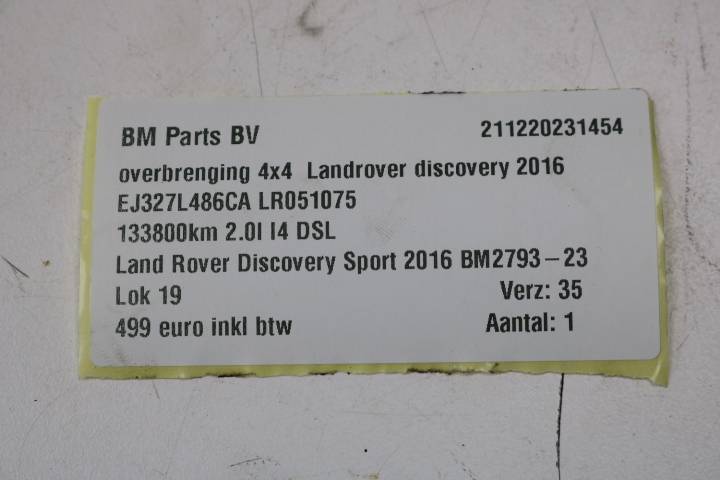 BM Parts BV 211220231454
overbrenging 4x4 Landrover discovery 2016
EJ327L486CA LR051075
133800km 2.0l I4 DSL
Land Rover Discovery Sport 2016 BM2793-23
Lok 19 Verz: 35
499 euro inkl btw Aantal: 1